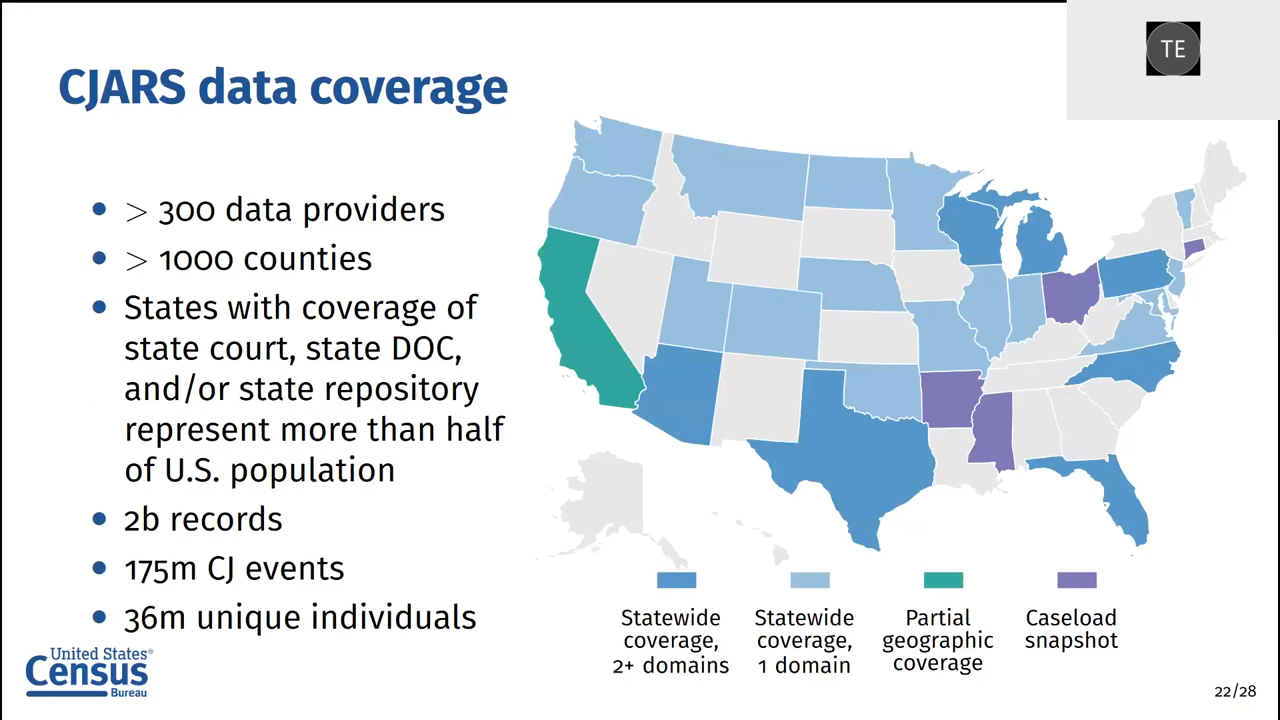 TE
CJARS data coverage
• > 300 data providers
• > 1000 counties
• States with coverage of
state court, state DOC,
and/or state repository
represent more than half
of U.S. population
• 2b records
• 175m CJ events
• 36m unique individuals
Statewide
coverage,
2+ domains
Statewide
coverage,
1 domain
Partial
geographic
coverage
Caseload
snapshot
United States®
Census
Bureau
22/28